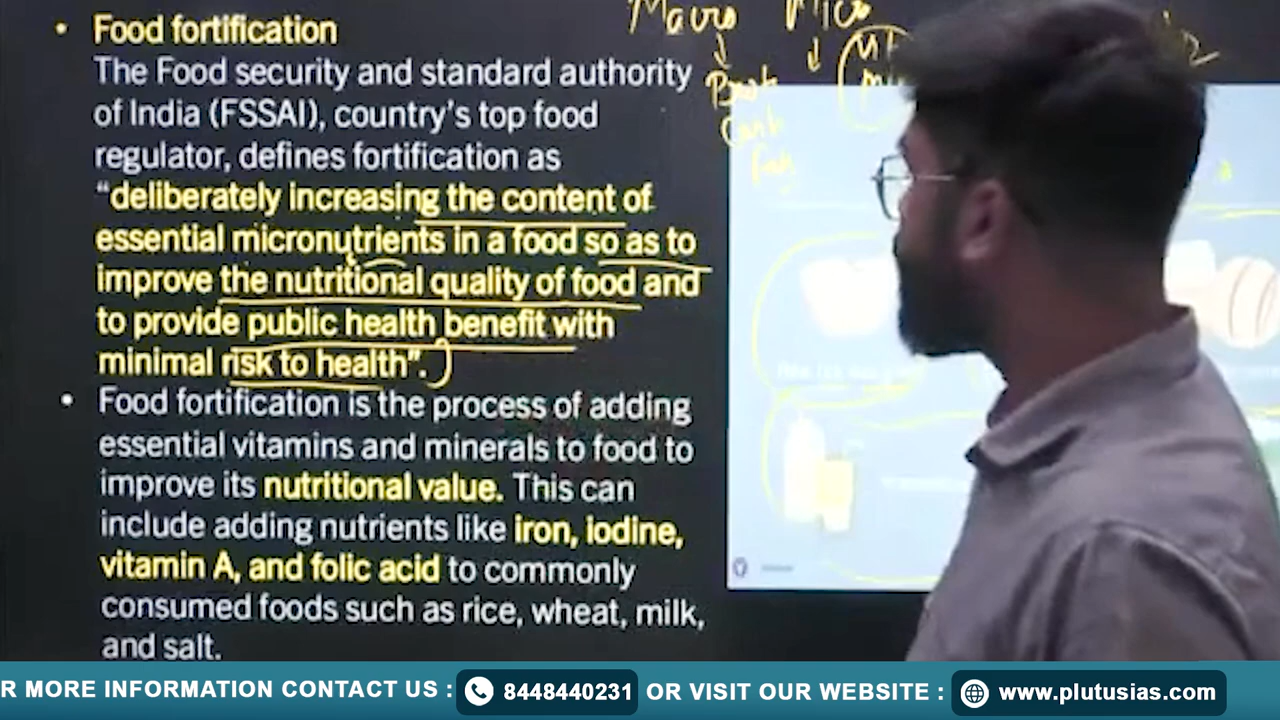 Macro Micro
• Food fortification
The Food security and standard authority
of India (FSSAI), country's top food
regulator, defines fortification as
“deliberately increasing the content of
essential micronutrients in a food so as to
improve the nutritional quality of food and
to provide public health benefit with
minimal risk to health”.
• Food fortification is the process of adding
essential vitamins and minerals to food to
improve its nutritional value. This can
include adding nutrients like iron, iodine,
vitamin A, and folic acid to commonly
consumed foods such as rice, wheat, milk,
and salt.
R MORE INFORMATION CONTACT US : 8448440231 OR VISIT OUR WEBSITE : www.plutusias.com